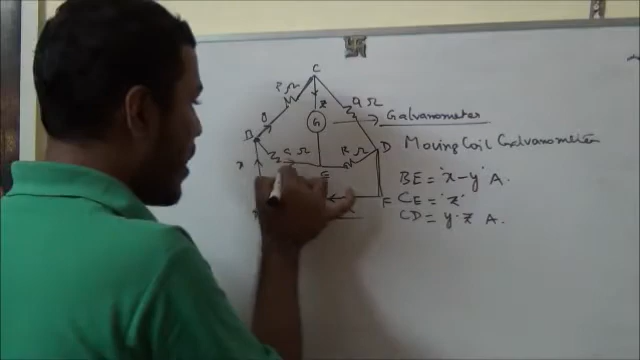 C
P Ω
Z
Q Ω
G
Galvanometer
B
D
Moving Coil Galvanometer
S Ω
R Ω
x
E
BE = 'x-y' A.
CE = 'z'
F
CD = y-z A.